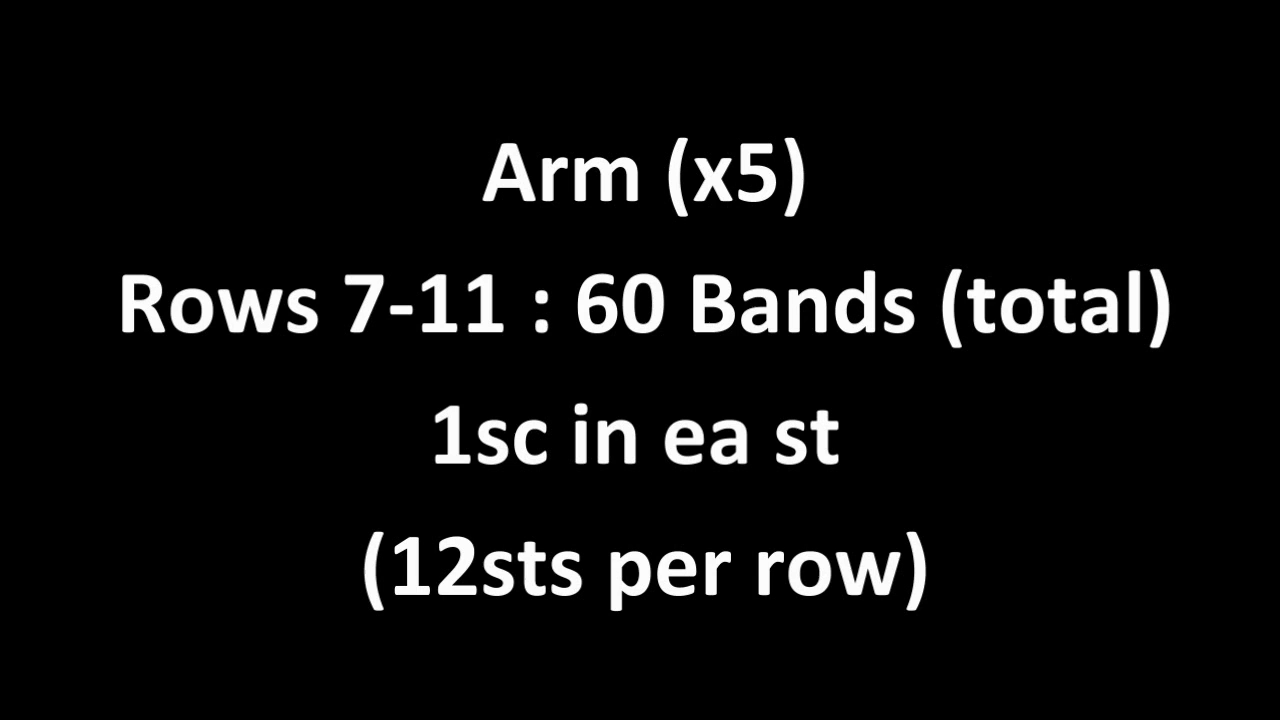 Arm (x5)
Rows 7-11 : 60 Bands (total)
1sc in ea st
(12sts per row)